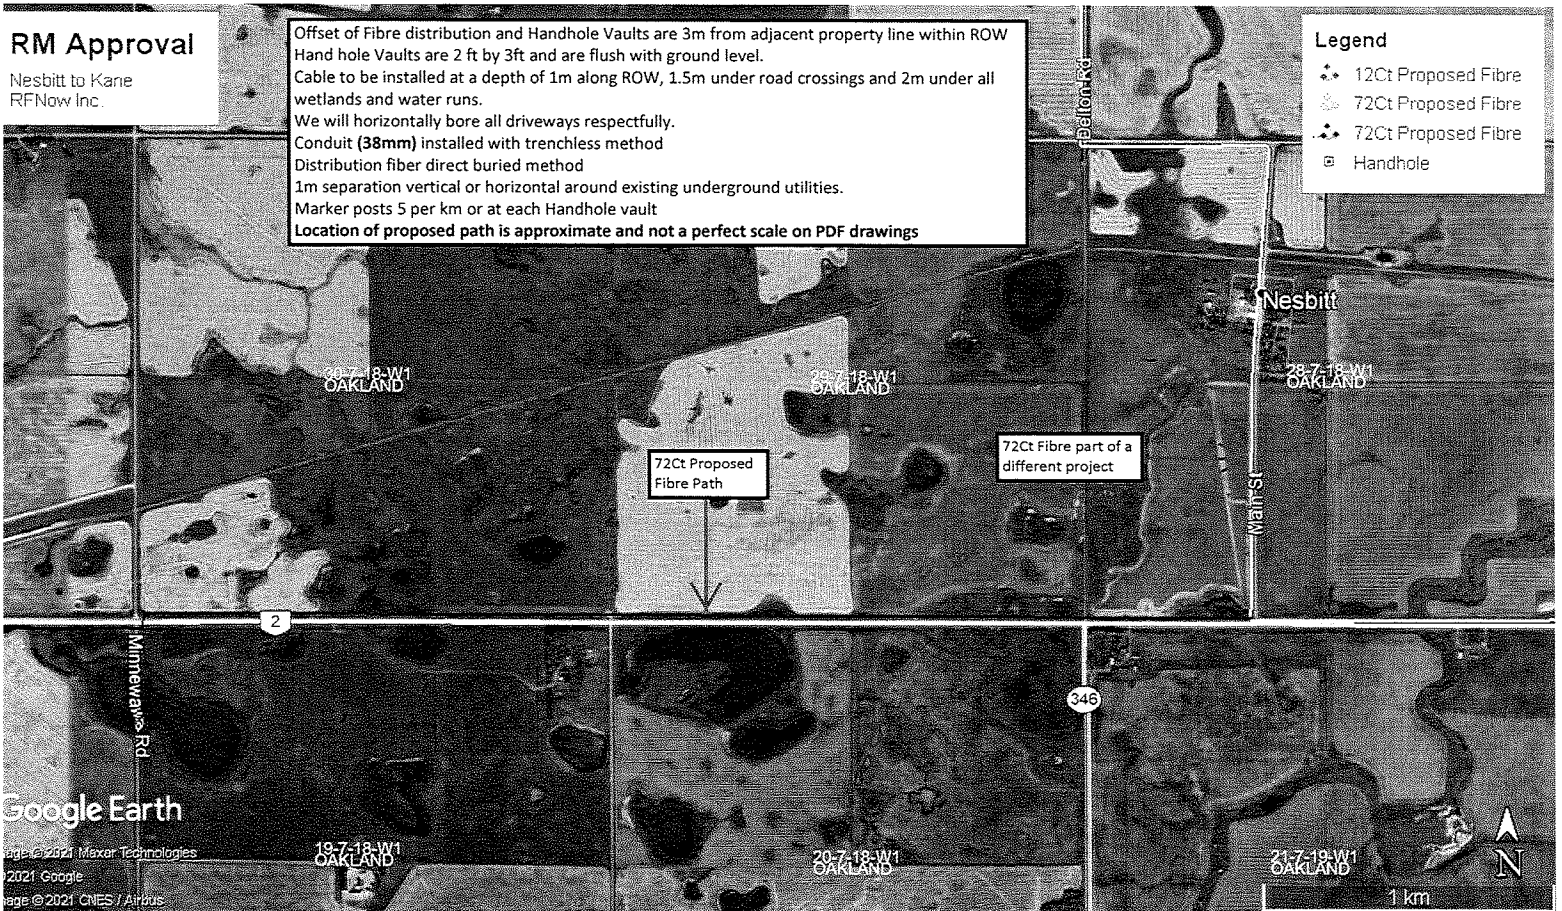 RM Approval
Nesbitt to Kane
RFNow Inc.
Offset of Fibre distribution and Handhole Vaults are 3m from adjacent property line within ROW
Hand hole Vaults are 2 ft by 3ft and are flush with ground level.
Cable to be installed at a depth of 1m along ROW, 1.5m under road crossings and 2m under all
wetlands and water runs.
We will horizontally bore all driveways respectfully.
Conduit (38mm) installed with trenchless method
Distribution fiber direct buried method
1m separation vertical or horizontal around existing underground utilities.
Marker posts 5 per km or at each Handhole vault
Location of proposed path is approximate and not a perfect scale on PDF drawings
Legend
12Ct Proposed Fibre
72Ct Proposed Fibre
72Ct Proposed Fibre
Handhole
Delton Rd
Nesbitt
30-7-18-W1
OAKLAND
29-7-18-W1
OAKLAND
28-7-18-W1
OAKLAND
72Ct Proposed
Fibre Path
72Ct Fibre part of a
different project
Main St
2
Minnewawa Rd
346
Google Earth
19-7-18-W1
OAKLAND
20-7-18-W1
OAKLAND
21-7-19-W1
OAKLAND
© 2021 Maxar Technologies
2021 Google
© 2021 CNES / Airbus
N
1 km